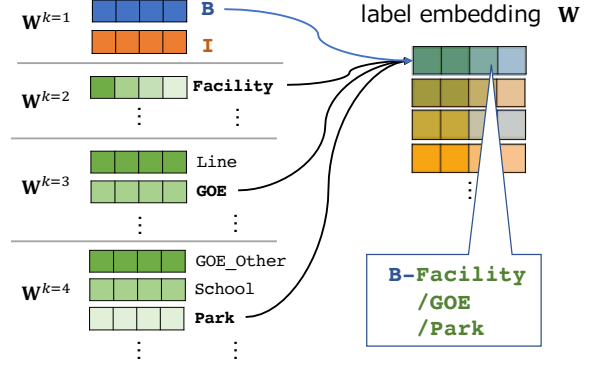 label embedding W
W^{k=1}
B
I
W^{k=2}
Facility
⋮ ⋮
W^{k=3}
Line
GOE
⋮ ⋮
W^{k=4}
GOE_Other
School
Park
⋮ ⋮
⋮
B-Facility
/GOE
/Park